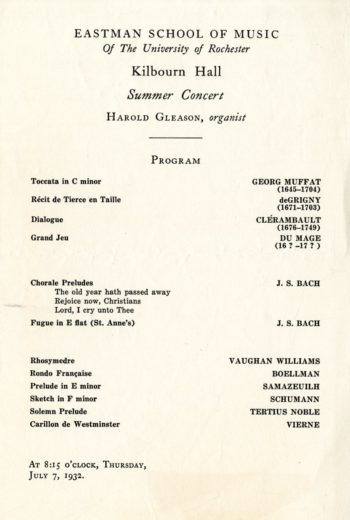 EASTMAN SCHOOL OF MUSIC
Of The University of Rochester
Kilbourn Hall
Summer Concert
HAROLD GLEASON, organist
PROGRAM
Toccata in C minor GEORG MUFFAT
(1645–1704)
Récit de Tierce en Taille deGRIGNY
(1671–1703)
Dialogue CLÉRAMBAULT
(1676–1749)
Grand Jeu DU MAGE
(16 ? –17 ? )
Chorale Preludes J. S. BACH
The old year hath passed away
Rejoice now, Christians
Lord, I cry unto Thee
Fugue in E flat (St. Anne's) J. S. BACH
Rhosymedre VAUGHAN WILLIAMS
Rondo Française BOELLMAN
Prelude in E minor SAMAZEUILH
Sketch in F minor SCHUMANN
Solemn Prelude TERTIUS NOBLE
Carillon de Westminster VIERNE
AT 8:15 O'CLOCK, THURSDAY,
JULY 7, 1932.